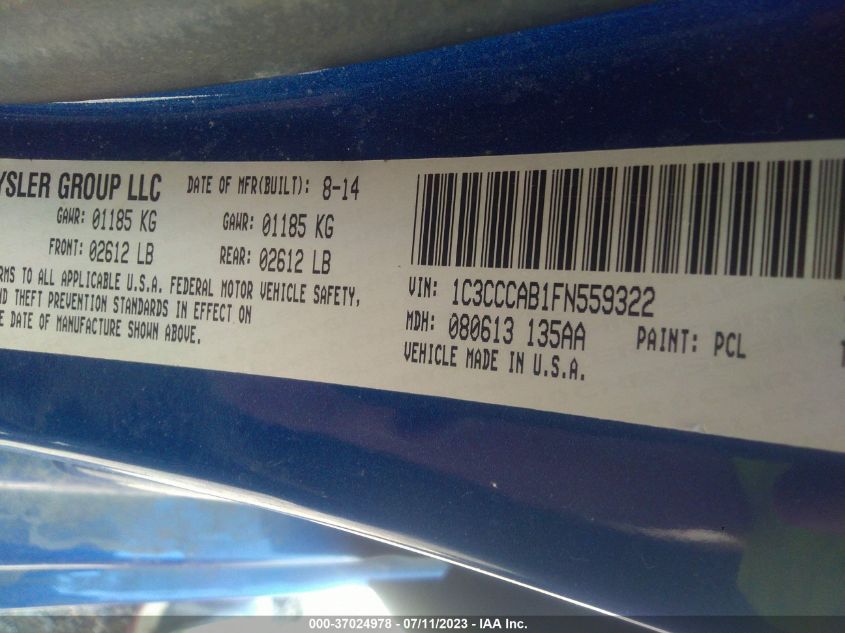 YSLER GROUP LLC DATE OF MFR(BUILT): 8-14
GAWR: 01185 KG GAWR: 01185 KG
FRONT: 02612 LB REAR: 02612 LB
RMS TO ALL APPLICABLE U.S.A. FEDERAL MOTOR VEHICLE SAFETY,
ND THEFT PREVENTION STANDARDS IN EFFECT ON
E DATE OF MANUFACTURE SHOWN ABOVE.
VIN: 1C3CCCAB1FN559322
MDH: 080613 135AA PAINT: PCL
VEHICLE MADE IN U.S.A.
000-37024978 - 07/11/2023 - IAA Inc.